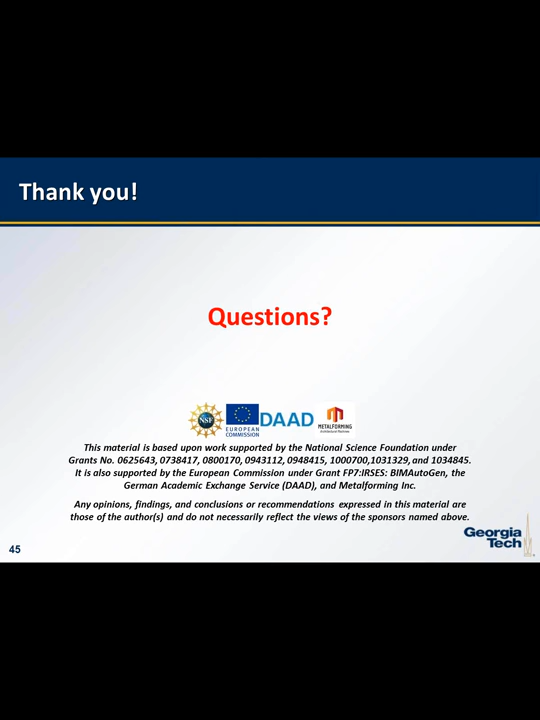 Thank you!
Questions?
NSF
EUROPEAN
COMMISSION
DAAD
METALFORMING
This material is based upon work supported by the National Science Foundation under
Grants No. 0625643, 0738417, 0800170, 0943112, 0948415, 1000700,1031329, and 1034845.
It is also supported by the European Commission under Grant FP7:IRSES: BIMAutoGen, the
German Academic Exchange Service (DAAD), and Metalforming Inc.
Any opinions, findings, and conclusions or recommendations expressed in this material are
those of the author(s) and do not necessarily reflect the views of the sponsors named above.
45
Georgia
Tech